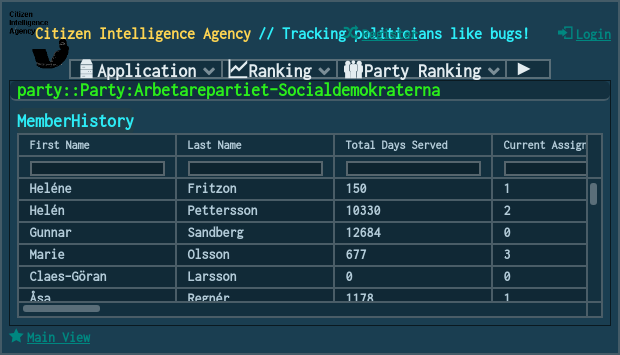 Citizen
Intelligence
Agency
Citizen Intelligence Agency // Tracking politicians like bugs!
Login
Application
Ranking
Party Ranking
party::Party:Arbetarepartiet-Socialdemokraterna
MemberHistory
First Name Last Name Total Days Served Current Assign
Heléne Fritzon 150 1
Helén Pettersson 10330 2
Gunnar Sandberg 12684 0
Marie Olsson 677 3
Claes-Göran Larsson 0 0
Åsa Regnér 1178 1
Main View